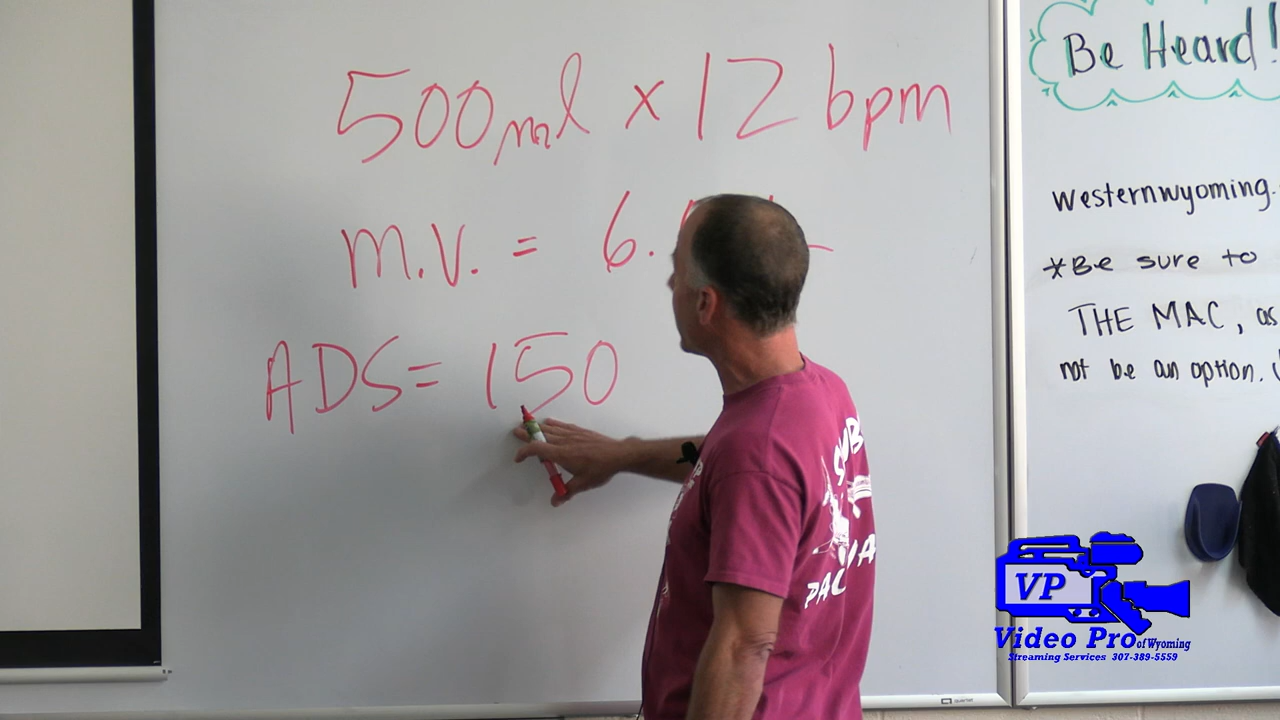 500ml x 12 bpm
m.v. = 6.
ADS = 150
Be Heard!
westernwyoming.
*Be sure to
THE MAC, as
not be an option.
VP
Video Pro of Wyoming
Streaming Services 307-389-5559